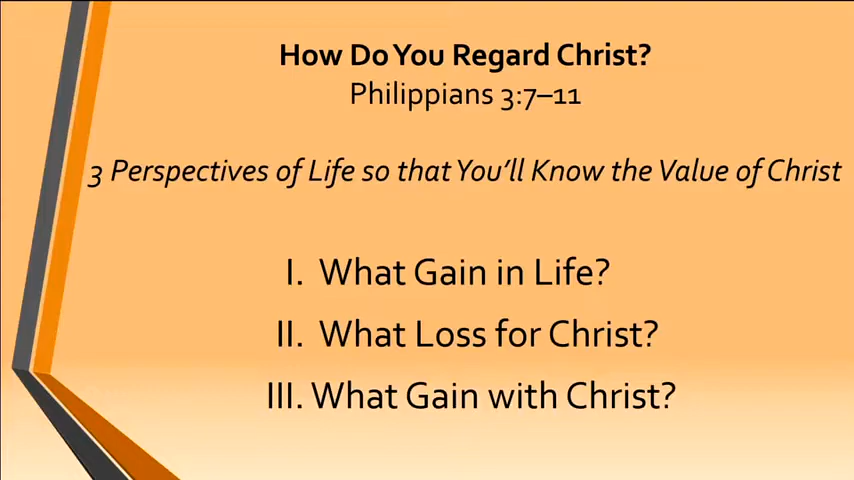 How Do You Regard Christ?
Philippians 3:7–11
3 Perspectives of Life so that You'll Know the Value of Christ
I. What Gain in Life?
II. What Loss for Christ?
III. What Gain with Christ?